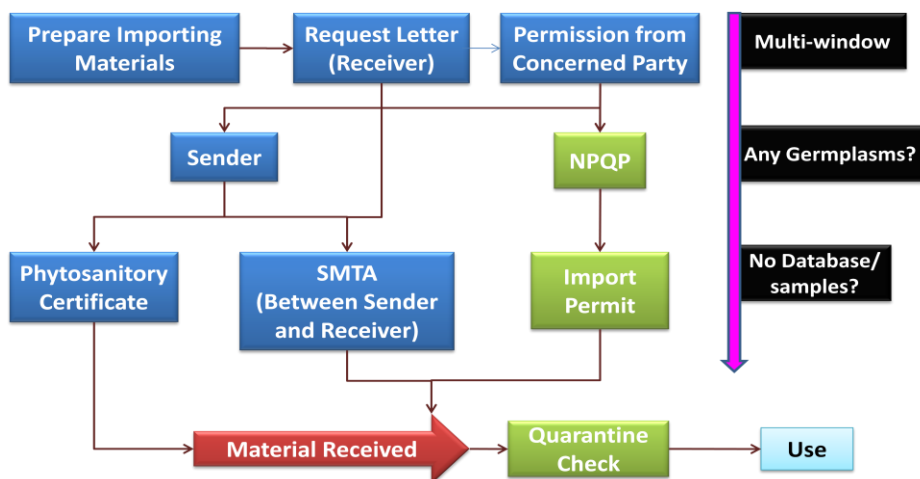 Prepare Importing
Materials
Request Letter
(Receiver)
Permission from
Concerned Party
Multi-window
Sender
NPQP
Any Germplasms?
Phytosanitory
Certificate
SMTA
(Between Sender
and Receiver)
Import
Permit
No Database/
samples?
Material Received
Quarantine
Check
Use